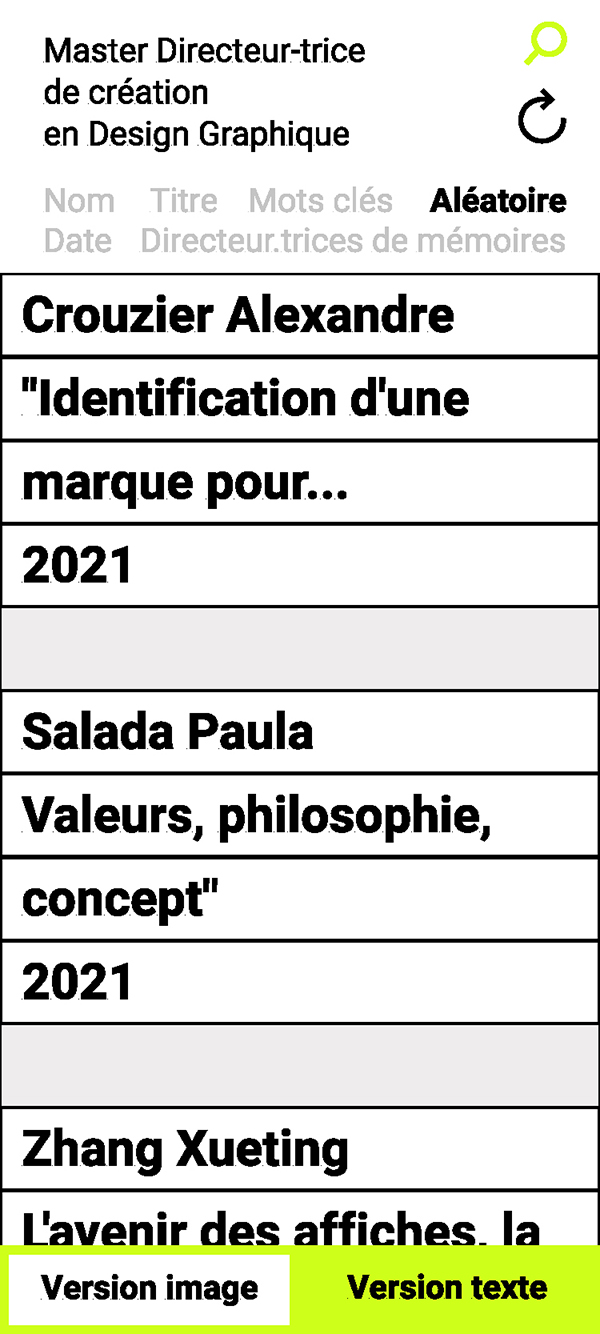 Master Directeur-trice
de création
en Design Graphique
Nom Titre Mots clés Aléatoire
Date Directeur.trices de mémoires
Crouzier Alexandre
"Identification d'une
marque pour...
2021
Salada Paula
Valeurs, philosophie,
concept"
2021
Zhang Xueting
L'avenir des affiches, la
Version image Version texte